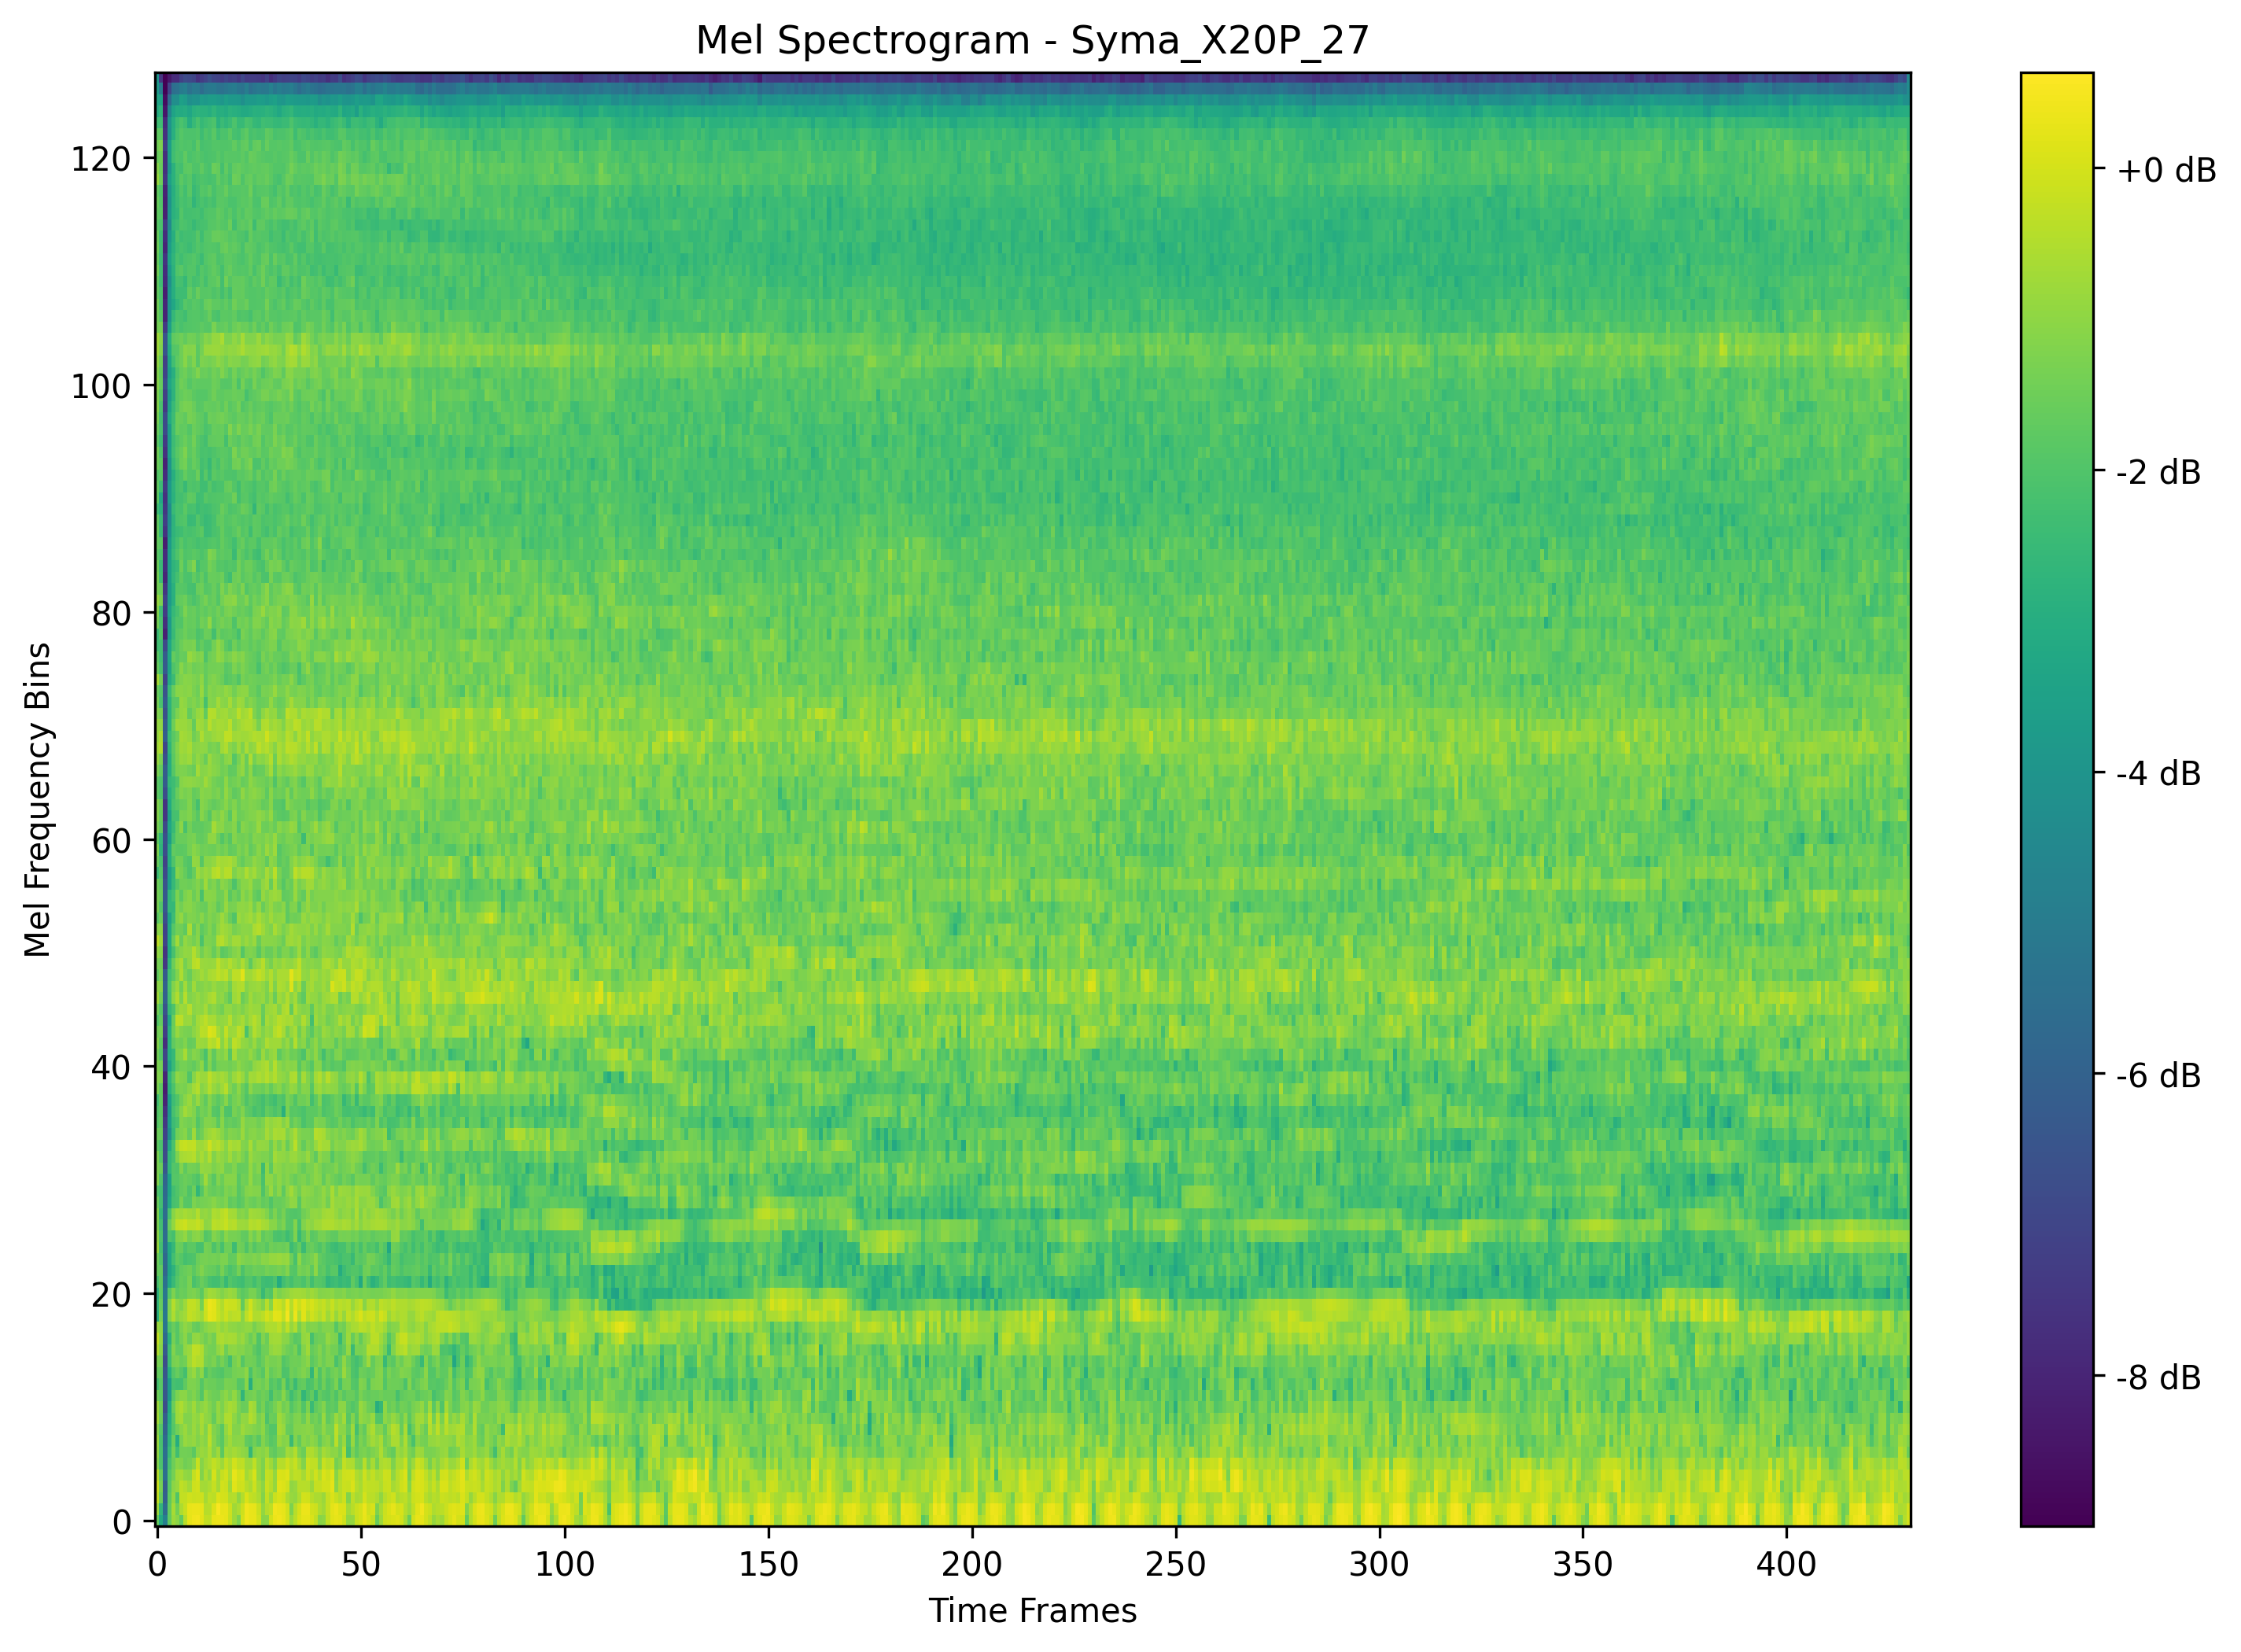 Mel Spectrogram - Syma_X20P_27
Mel Frequency Bins
120
100
80
60
40
20
0
0 50 100 150 200 250 300 350 400
Time Frames
+0 dB
-2 dB
-4 dB
-6 dB
-8 dB